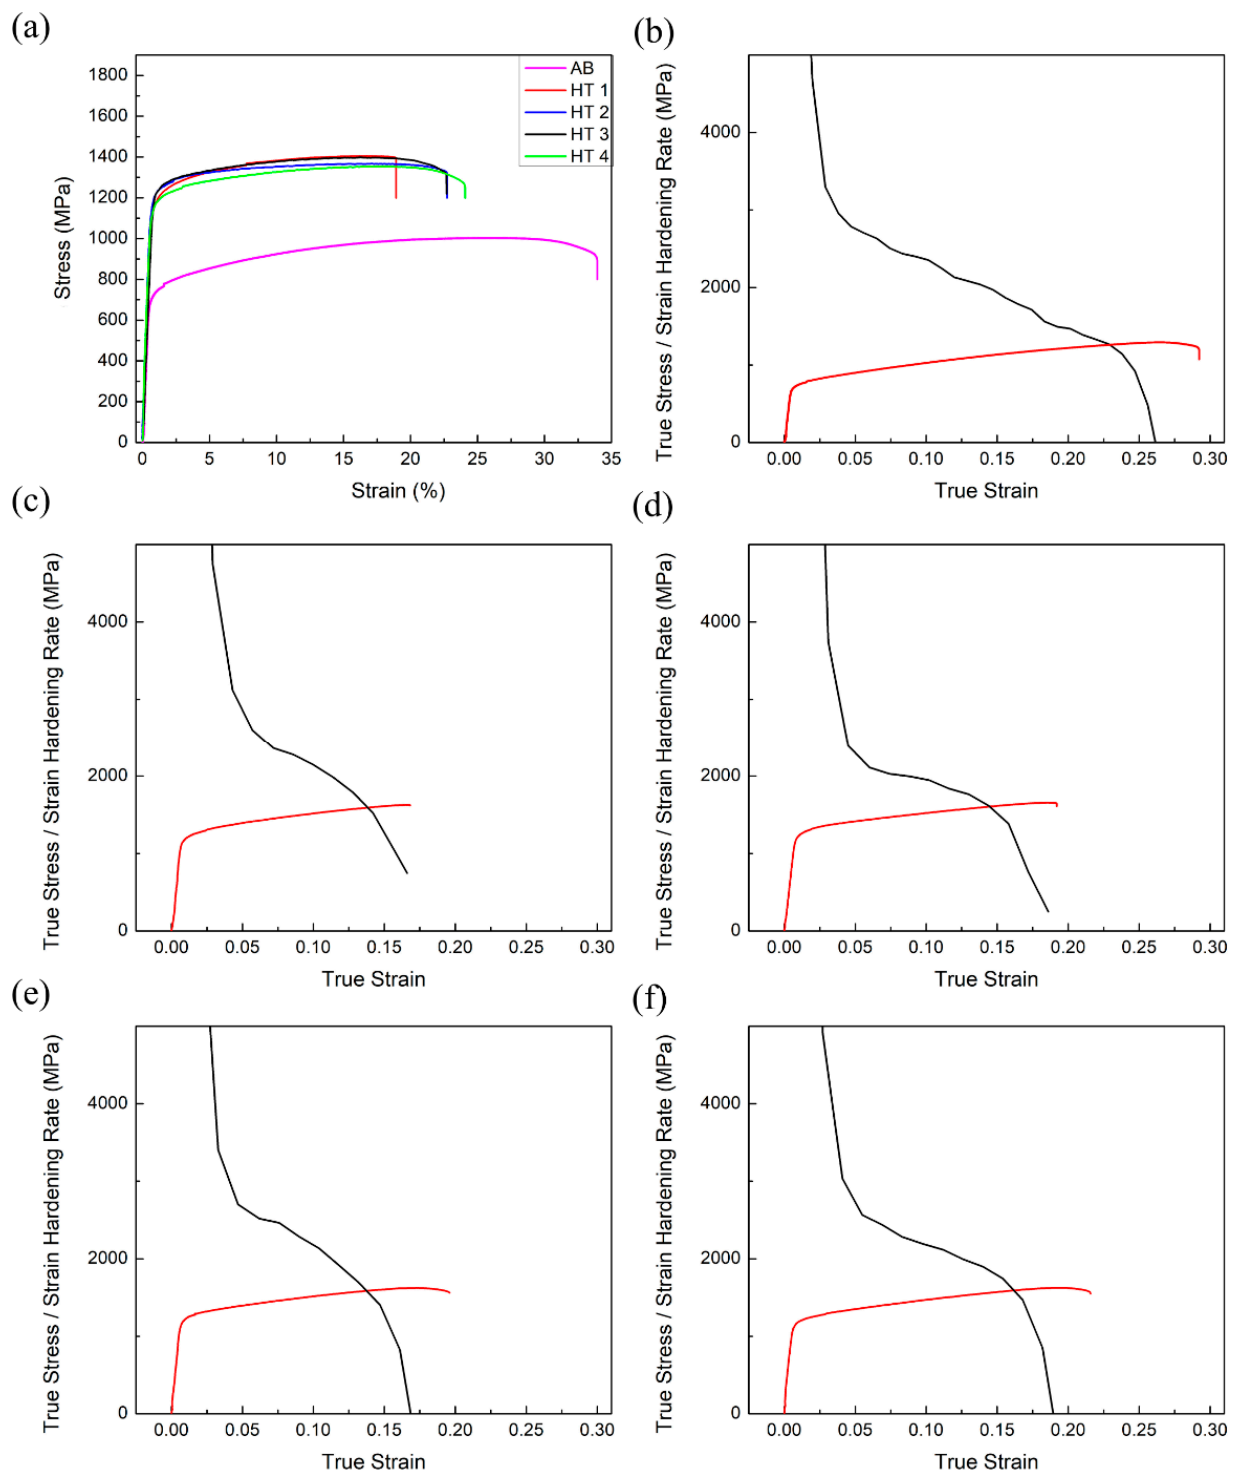 (a)
1800
1600
1400
1200
1000
800
600
400
200
0
0 5 10 15 20 25 30 35
Stress (MPa)
Strain (%)
AB
HT 1
HT 2
HT 3
HT 4
(b)
4000
2000
0
0.00 0.05 0.10 0.15 0.20 0.25 0.30
True Stress / Strain Hardening Rate (MPa)
True Strain
(c)
4000
2000
0
0.00 0.05 0.10 0.15 0.20 0.25 0.30
True Stress / Strain Hardening Rate (MPa)
True Strain
(d)
4000
2000
0
0.00 0.05 0.10 0.15 0.20 0.25 0.30
True Stress / Strain Hardening Rate (MPa)
True Strain
(e)
4000
2000
0
0.00 0.05 0.10 0.15 0.20 0.25 0.30
True Stress / Strain Hardening Rate (MPa)
True Strain
(f)
4000
2000
0
0.00 0.05 0.10 0.15 0.20 0.25 0.30
True Stress / Strain Hardening Rate (MPa)
True Strain